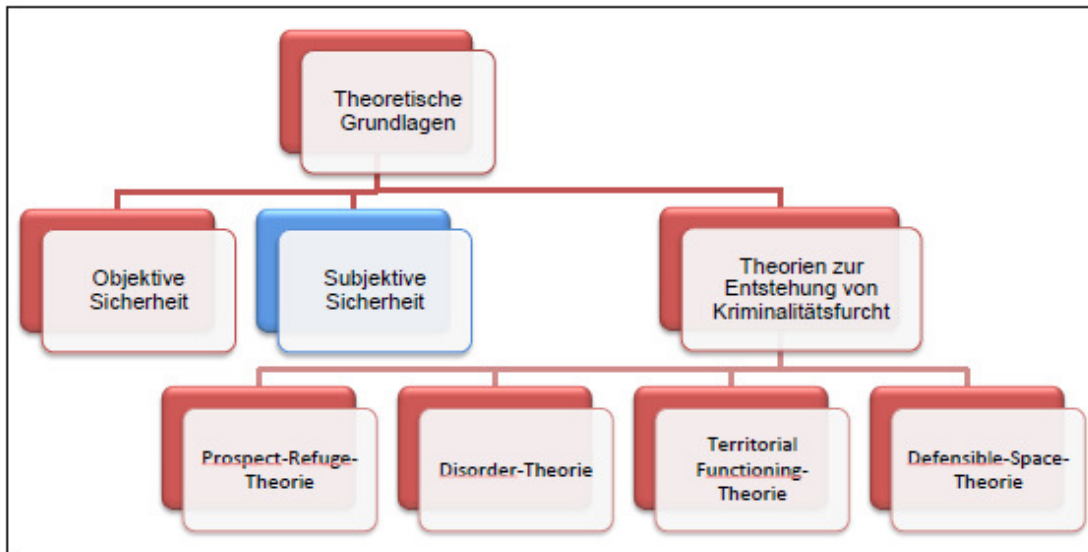 Theoretische
Grundlagen
Objektive
Sicherheit
Subjektive
Sicherheit
Theorien zur
Entstehung von
Kriminalitätsfurcht
Prospect-Refuge-
Theorie
Disorder-Theorie
Territorial
Functioning-
Theorie
Defensible-Space-
Theorie